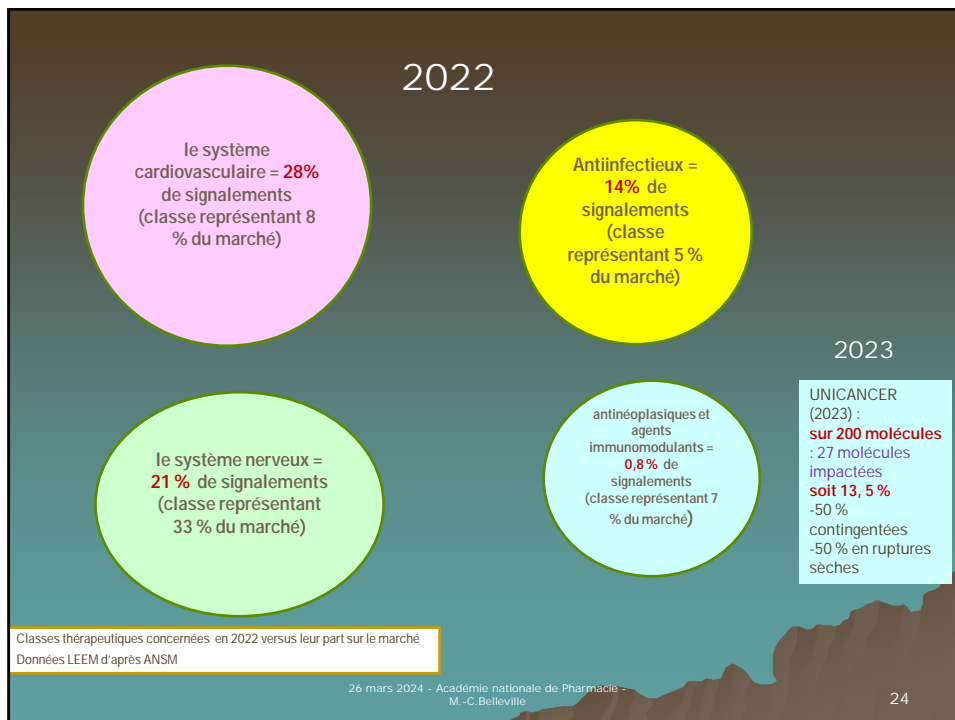 2022
le système
cardiovasculaire = 28%
de signalements
(classe représentant 8
% du marché)
Antiinfectieux =
14% de
signalements
(classe
représentant 5 %
du marché)
le système nerveux =
21 % de signalements
(classe représentant
33 % du marché)
antinéoplasiques et
agents
immunomodulants =
0,8 % de
signalements
(classe représentant 7
% du marché)
2023
UNICANCER
(2023) :
sur 200 molécules
: 27 molécules
impactées
soit 13, 5 %
-50 %
contingentées
-50 % en ruptures
sèches
Classes thérapeutiques concernées en 2022 versus leur part sur le marché
Données LEEM d'après ANSM
26 mars 2024 - Académie nationale de Pharmacie -
M.-C.Belleville
24